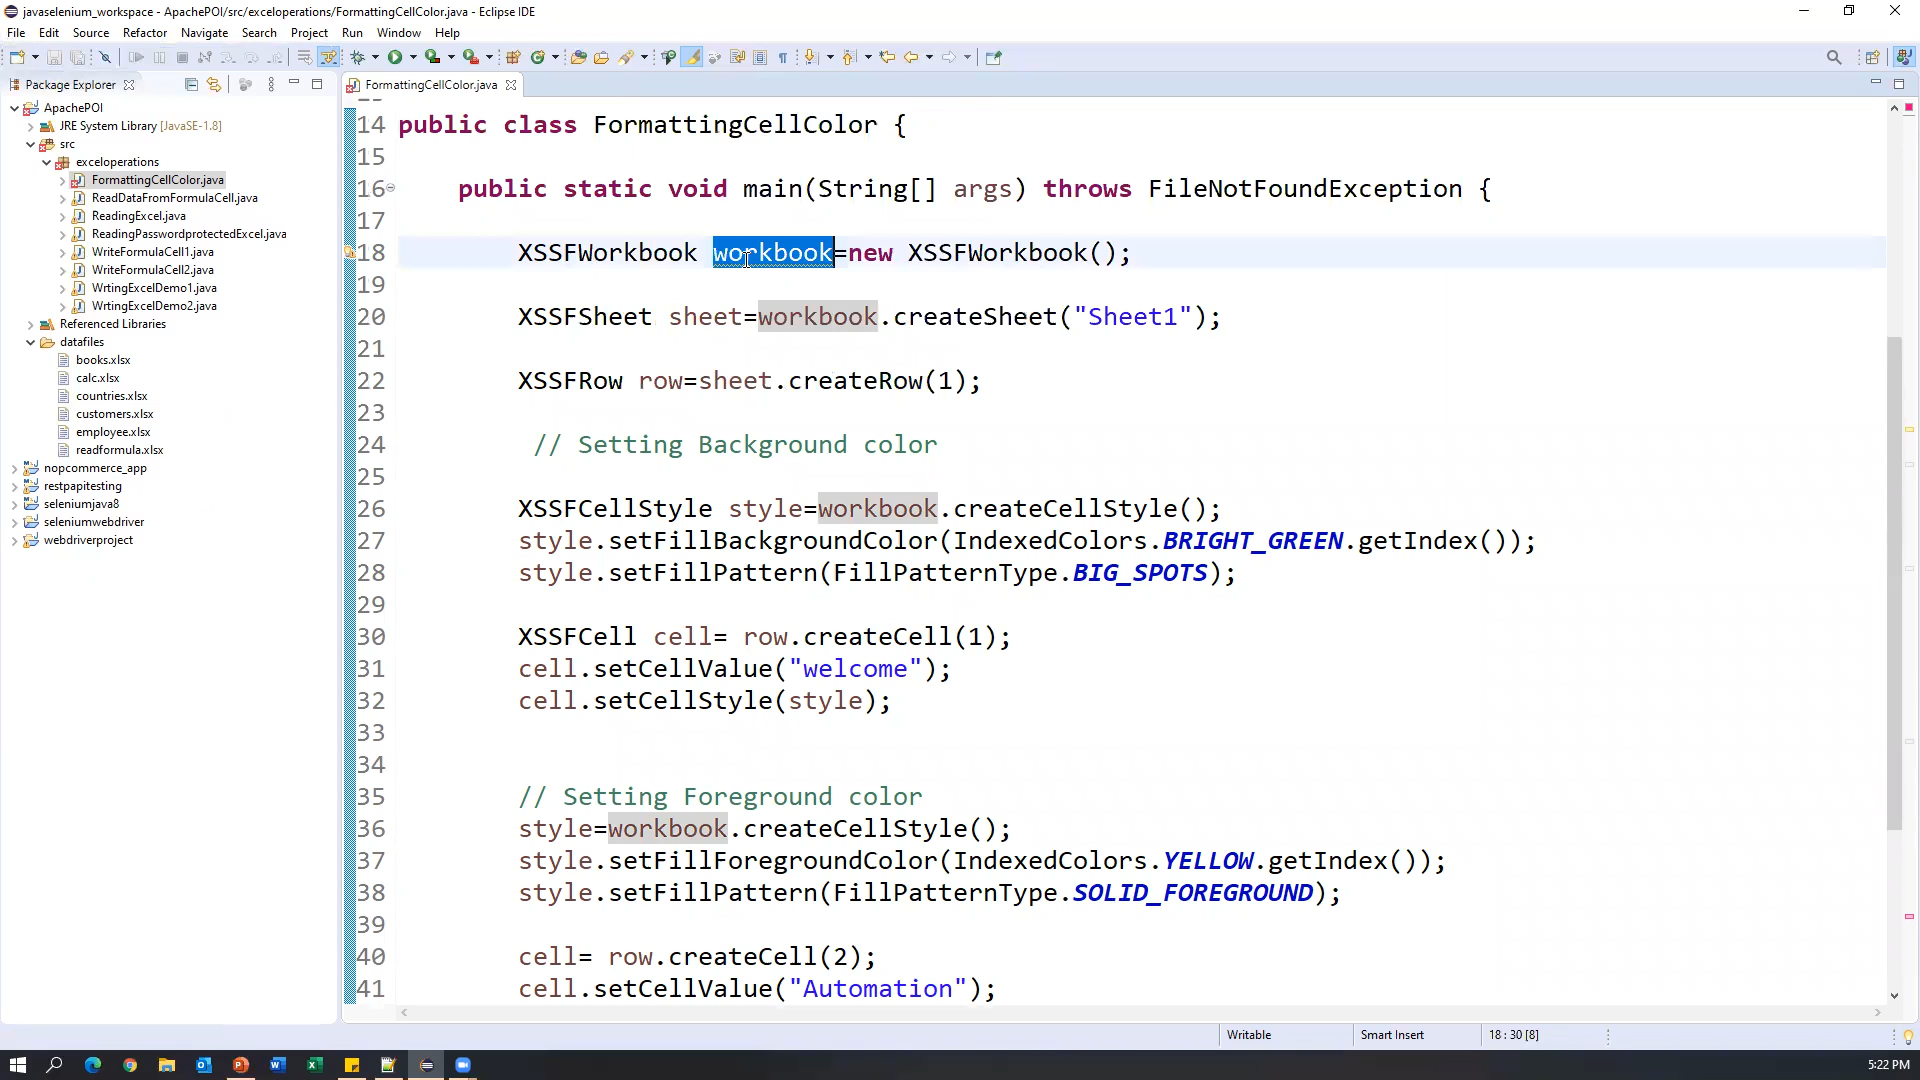 javaselenium_workspace - ApachePOI/src/exceloperations/FormattingCellColor.java - Eclipse IDE
File Edit Source Refactor Navigate Search Project Run Window Help
Package Explorer
FormattingCellColor.java
ApachePOI
JRE System Library [JavaSE-1.8]
src
exceloperations
FormattingCellColor.java
ReadDataFromFormulaCell.java
ReadingExcel.java
ReadingPasswordprotectedExcel.java
WriteFormulaCell1.java
WriteFormulaCell2.java
WrtingExcelDemo1.java
WrtingExcelDemo2.java
Referenced Libraries
datafiles
books.xlsx
calc.xlsx
countries.xlsx
customers.xlsx
employee.xlsx
readformula.xlsx
nopcommerce_app
restpapitesting
seleniumjava8
seleniumwebdriver
webdriverproject
14 public class FormattingCellColor {
15
16 public static void main(String[] args) throws FileNotFoundException {
17
18 XSSFWorkbook workbook=new XSSFWorkbook();
19
20 XSSFSheet sheet=workbook.createSheet("Sheet1");
21
22 XSSFRow row=sheet.createRow(1);
23
24 // Setting Background color
25
26 XSSFCellStyle style=workbook.createCellStyle();
27 style.setFillBackgroundColor(IndexedColors.BRIGHT_GREEN.getIndex());
28 style.setFillPattern(FillPatternType.BIG_SPOTS);
29
30 XSSFCell cell= row.createCell(1);
31 cell.setCellValue("welcome");
32 cell.setCellStyle(style);
33
34
35 // Setting Foreground color
36 style=workbook.createCellStyle();
37 style.setFillForegroundColor(IndexedColors.YELLOW.getIndex());
38 style.setFillPattern(FillPatternType.SOLID_FOREGROUND);
39
40 cell= row.createCell(2);
41 cell.setCellValue("Automation");
Writable Smart Insert 18 : 30 [8]
5:22 PM